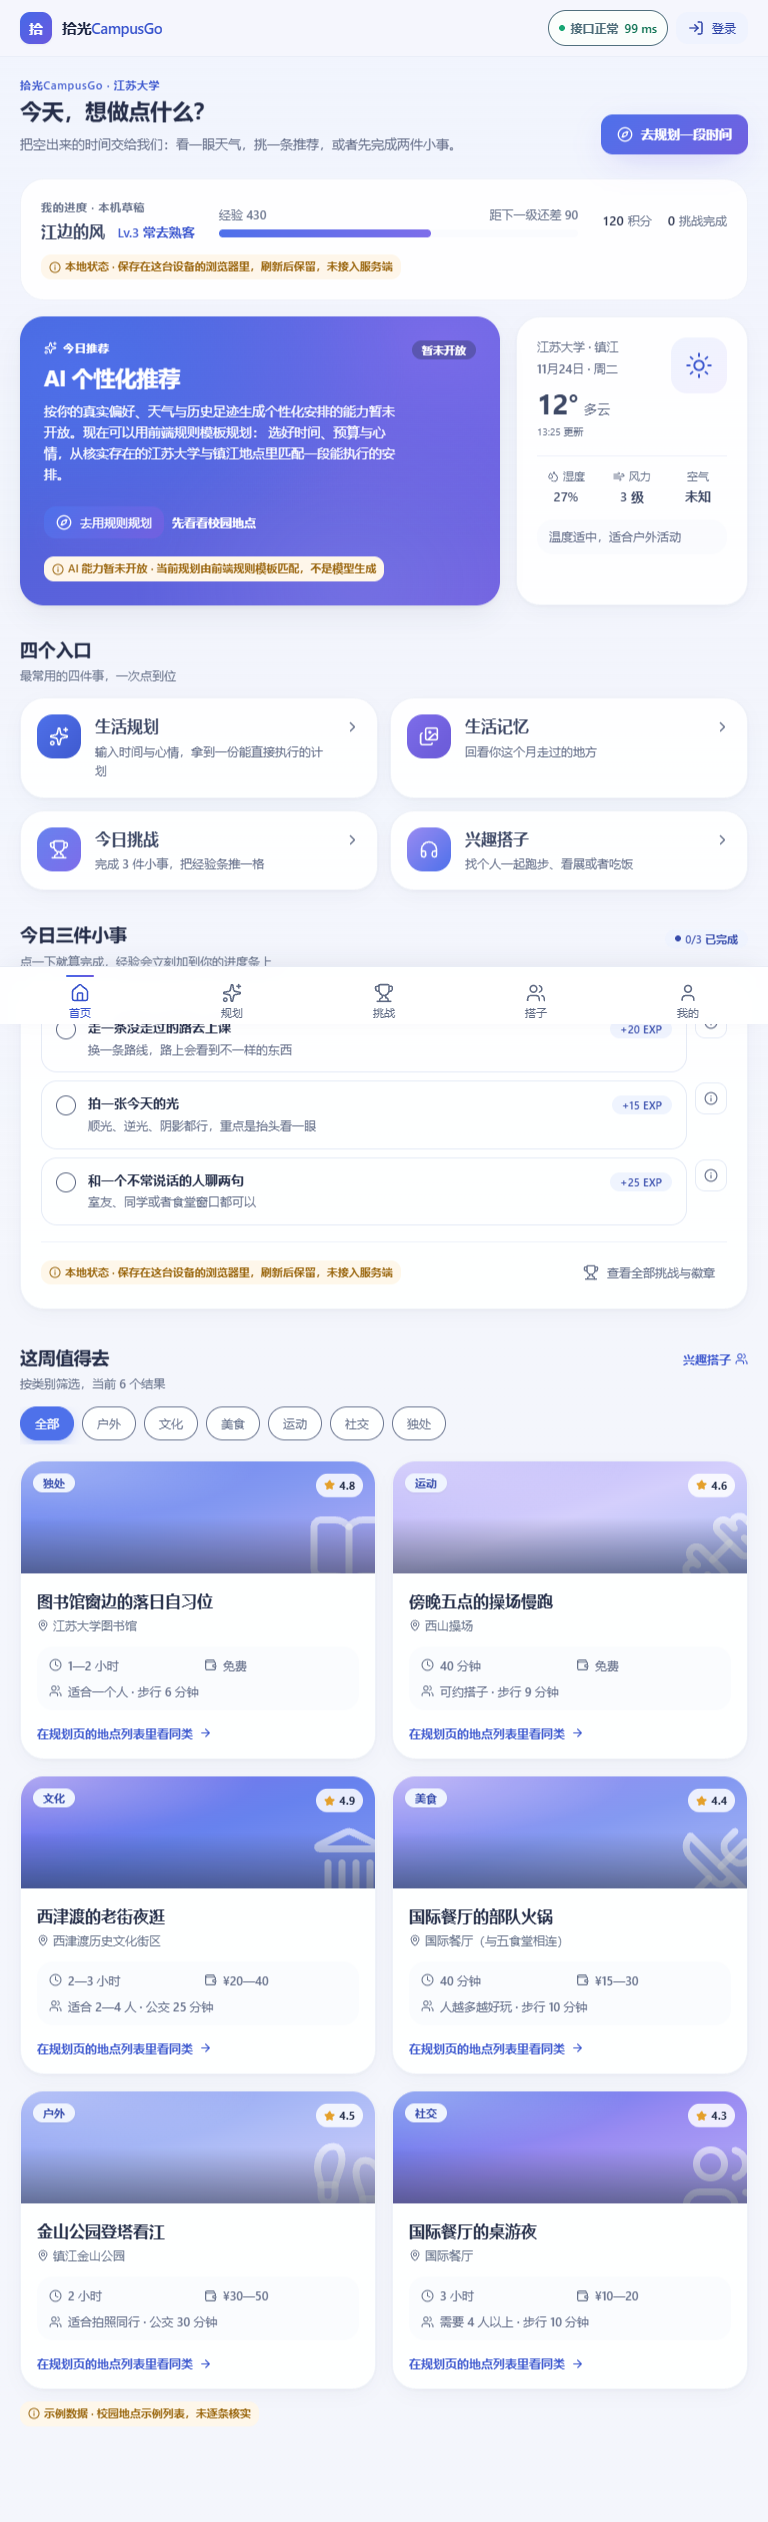 拾 拾光CampusGo
接口正常 99 ms
登录
拾光CampusGo · 江苏大学
今天，想做点什么？
把空出来的时间交给我们：看一眼天气，挑一条推荐，或者先完成两件小事。
去规划一段时间
我的进度 · 本机草稿
江边的风 Lv.3 常去熟客
经验 430
距下一级还差 90
120 积分 0 挑战完成
本地状态 · 保存在这台设备的浏览器里，刷新后保留，未接入服务端
今日推荐
暂未开放
AI 个性化推荐
按你的真实偏好、天气与历史足迹生成个性化安排的能力暂未
开放。现在可以用前端规则模板规划： 选好时间、预算与心
情，从核实存在的江苏大学与镇江地点里匹配一段能执行的安
排。
去用规则规划
先看看校园地点
AI 能力暂未开放 · 当前规划由前端规则模板匹配，不是模型生成
江苏大学 · 镇江
11月24日 · 周二
12° 多云
13:25 更新
湿度 风力 空气
27% 3 级 未知
温度适中，适合户外活动
四个入口
最常用的四件事，一次点到位
生活规划
输入时间与心情，拿到一份能直接执行的计
划
生活记忆
回看你这个月走过的地方
今日挑战
完成 3 件小事，把经验条推一格
兴趣搭子
找个人一起跑步、看展或者吃饭
今日三件小事
0/3 已完成
点一下就算完成，经验会立刻加到你的进度条上
首页
规划
挑战
搭子
我的
走一条没走过的路去上课
+20 EXP
换一条路线，路上会看到不一样的东西
拍一张今天的光
+15 EXP
顺光、逆光、阴影都行，重点是抬头看一眼
和一个不常说话的人聊两句
+25 EXP
室友、同学或者食堂窗口都可以
本地状态 · 保存在这台设备的浏览器里，刷新后保留，未接入服务端
查看全部挑战与徽章
这周值得去
兴趣搭子
按类别筛选，当前 6 个结果
全部 户外 文化 美食 运动 社交 独处
独处 4.8
图书馆窗边的落日自习位
江苏大学图书馆
1—2 小时 免费
适合一个人 · 步行 6 分钟
在规划页的地点列表里看同类
运动 4.6
傍晚五点的操场慢跑
西山操场
40 分钟 免费
可约搭子 · 步行 9 分钟
在规划页的地点列表里看同类
文化 4.9
西津渡的老街夜逛
西津渡历史文化街区
2—3 小时 ¥20—40
适合 2—4 人 · 公交 25 分钟
在规划页的地点列表里看同类
美食 4.4
国际餐厅的部队火锅
国际餐厅（与五食堂相连）
40 分钟 ¥15—30
人越多越好玩 · 步行 10 分钟
在规划页的地点列表里看同类
户外 4.5
金山公园登塔看江
镇江金山公园
2 小时 ¥30—50
适合拍照同行 · 公交 30 分钟
在规划页的地点列表里看同类
社交 4.3
国际餐厅的桌游夜
国际餐厅
3 小时 ¥10—20
需要 4 人以上 · 步行 10 分钟
在规划页的地点列表里看同类
示例数据 · 校园地点示例列表，未逐条核实